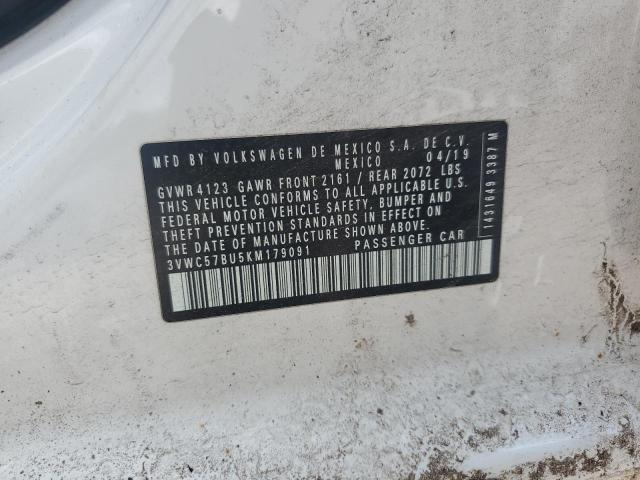 MFD BY VOLKSWAGEN DE MEXICO S.A. DE C.V.
MEXICO 04/19
GVWR 4123 GAWR FRONT 2161 / REAR 2072 LBS
THIS VEHICLE CONFORMS TO ALL APPLICABLE U.S.
FEDERAL MOTOR VEHICLE SAFETY, BUMPER AND
THEFT PREVENTION STANDARDS IN EFFECT ON
THE DATE OF MANUFACTURE SHOWN ABOVE.
3VWC57BU5KM179091 PASSENGER CAR
1431649 3387 M